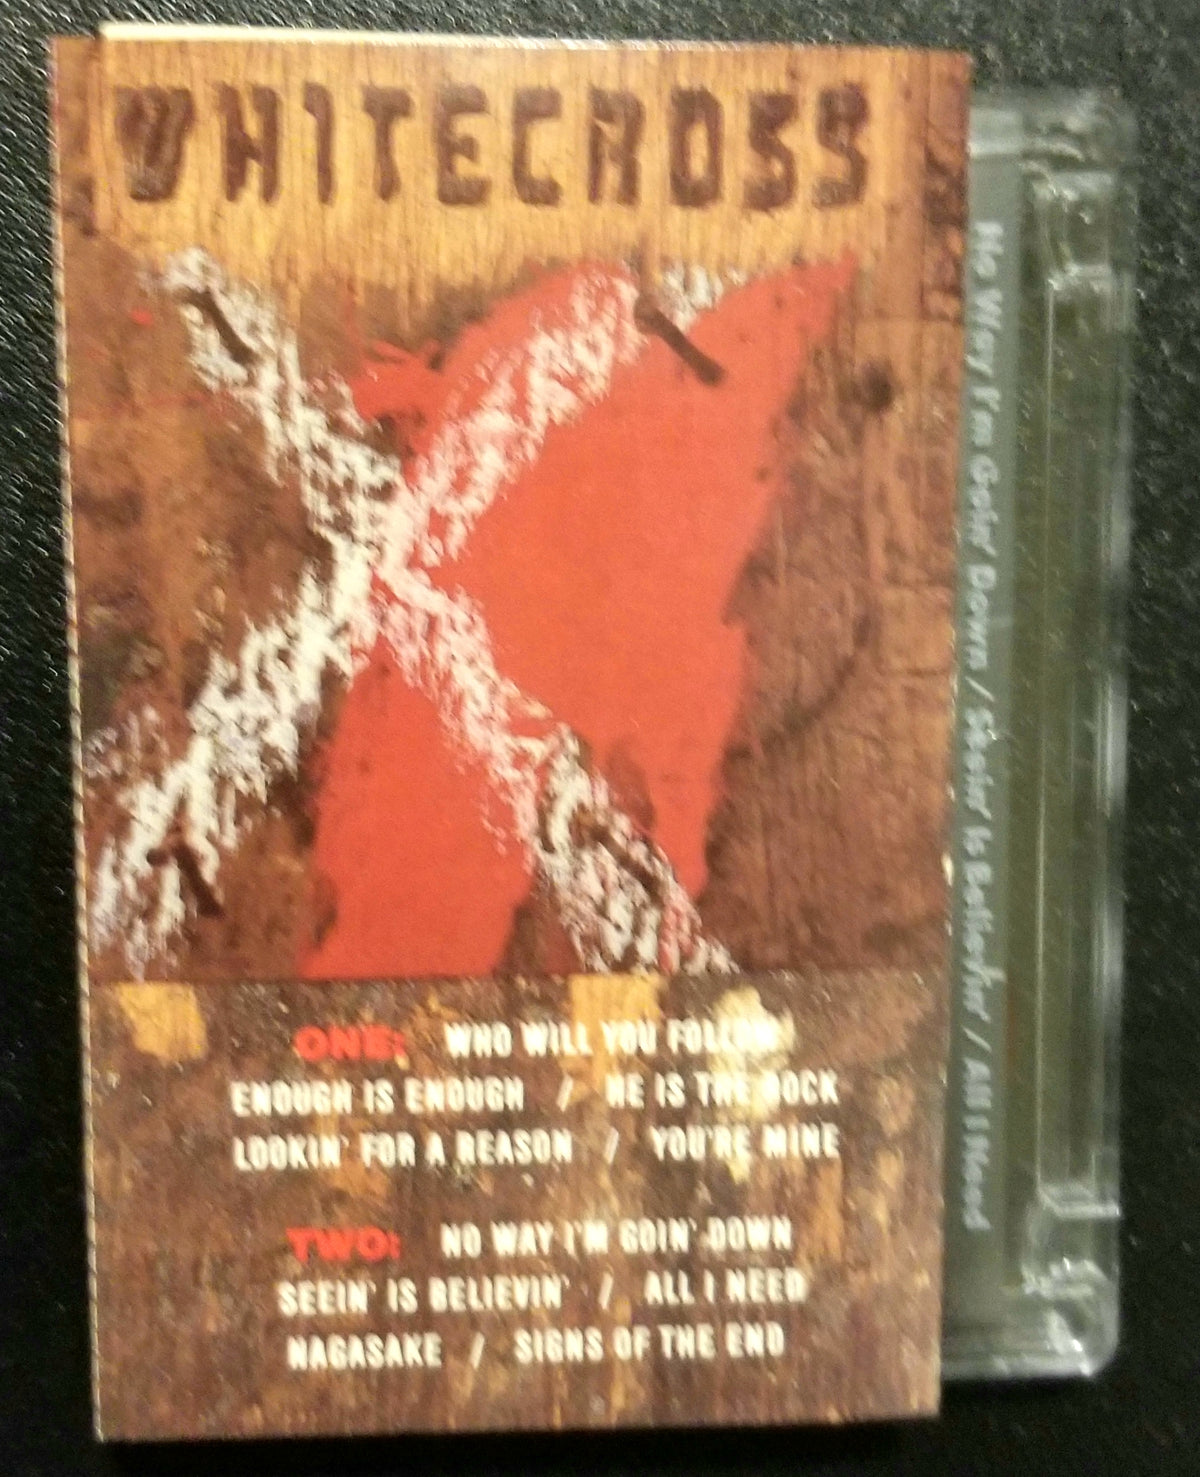 WHITECROSS
ONE: WHO WILL YOU FOLLOW
ENOUGH IS ENOUGH / HE IS THE ROCK
LOOKIN' FOR A REASON / YOU'RE MINE
TWO: NO WAY I'M GOIN' DOWN
SEEIN' IS BELIEVIN' / ALL I NEED
NAGASAKE / SIGNS OF THE END
No Way I'm Goin' Down / Seein' Is Believin' / All I Need